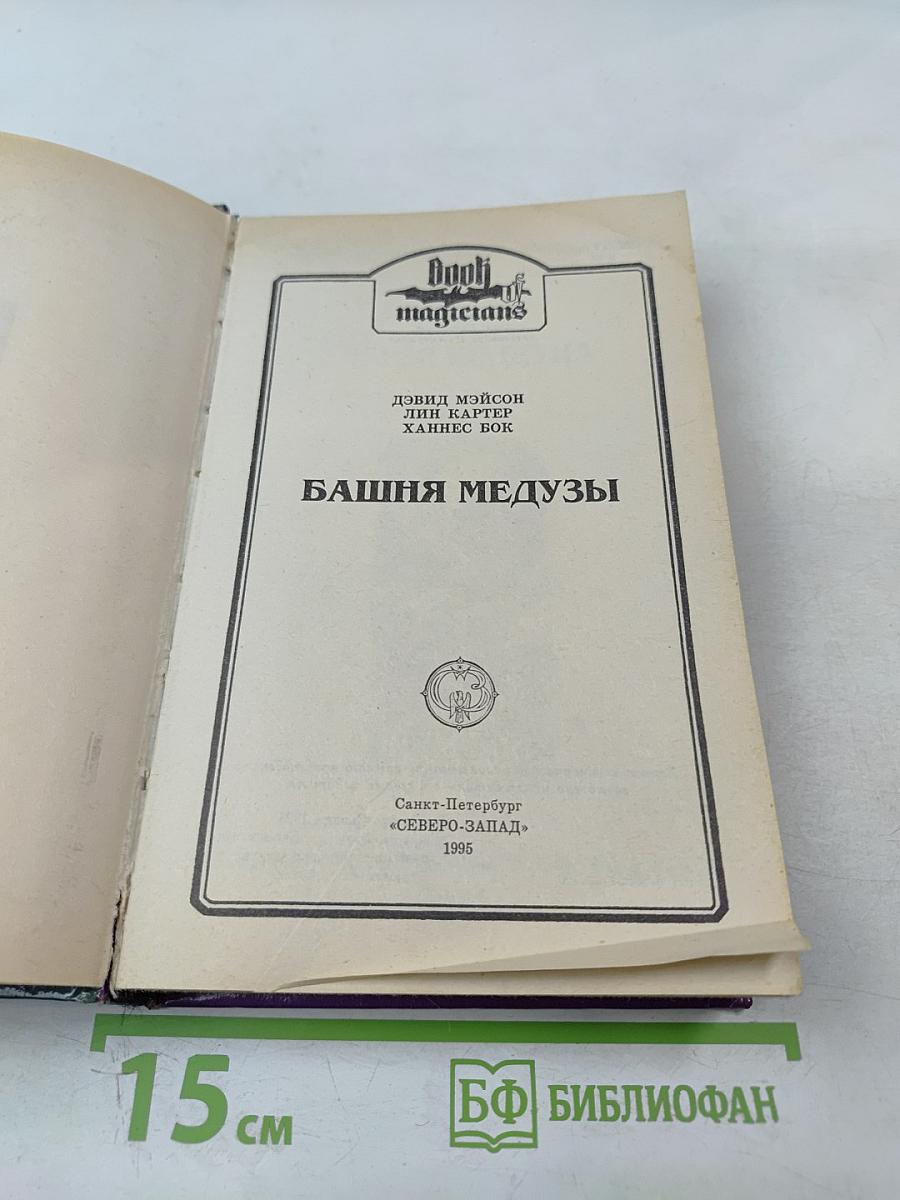 Book
of
magicians
ДЭВИД МЭЙСОН
ЛИН КАРТЕР
ХАННЕС БОК
БАШНЯ МЕДУЗЫ
Санкт-Петербург
«СЕВЕРО-ЗАПАД»
1995
15 см
БФ БИБЛИОФАН